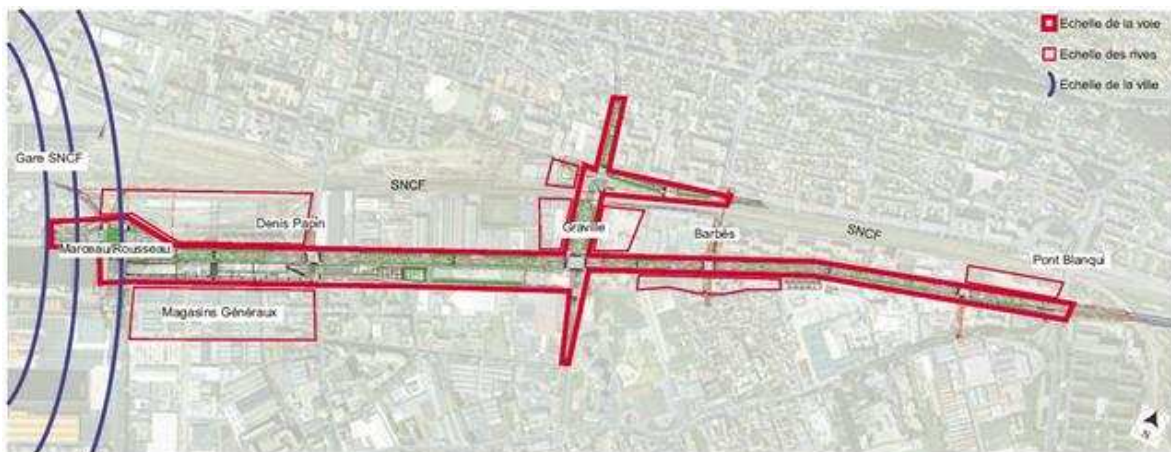 Echelle de la voie
Echelle des rives
Echelle de la ville
Gare SNCF
SNCF
Denis Papin
Graville
Barbés
SNCF
Marceau/Rousseau
Pont Blanqui
Magasins Généraux
N